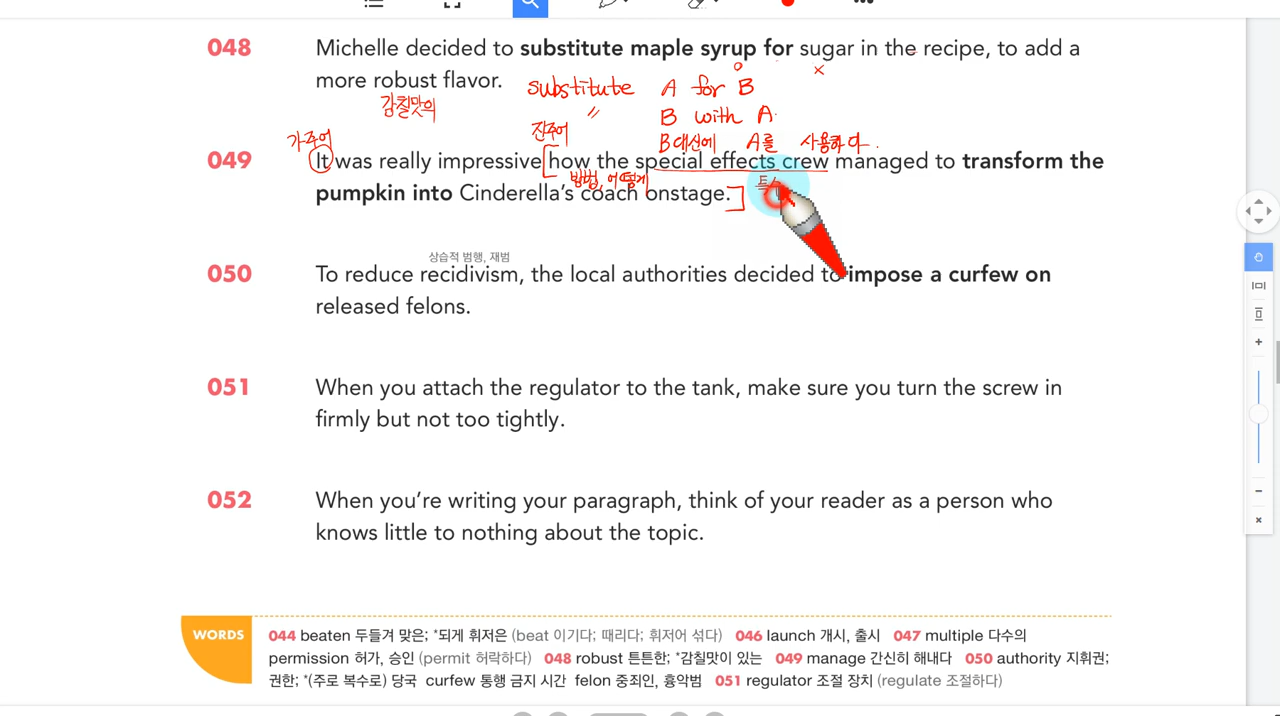 048 Michelle decided to substitute maple syrup for sugar in the recipe, to add a
more robust flavor.
substitute A for B
감칠맛의
〃 B with A.
가주어
진주어
B대신에 A를 사용하다.
049 It was really impressive how the special effects crew managed to transform the
방법, 어떻게
특수
pumpkin into Cinderella's coach onstage.
상습적 범행, 재범
050 To reduce recidivism, the local authorities decided to impose a curfew on
released felons.
051 When you attach the regulator to the tank, make sure you turn the screw in
firmly but not too tightly.
052 When you're writing your paragraph, think of your reader as a person who
knows little to nothing about the topic.
WORDS
044 beaten 두들겨 맞은; *되게 휘저은 (beat 이기다; 때리다; 휘저어 섞다) 046 launch 개시, 출시 047 multiple 다수의
permission 허가, 승인 (permit 허락하다) 048 robust 튼튼한; *감칠맛이 있는 049 manage 간신히 해내다 050 authority 지휘권;
권한; *(주로 복수로) 당국 curfew 통행 금지 시간 felon 중죄인, 흉악범 051 regulator 조절 장치 (regulate 조절하다)